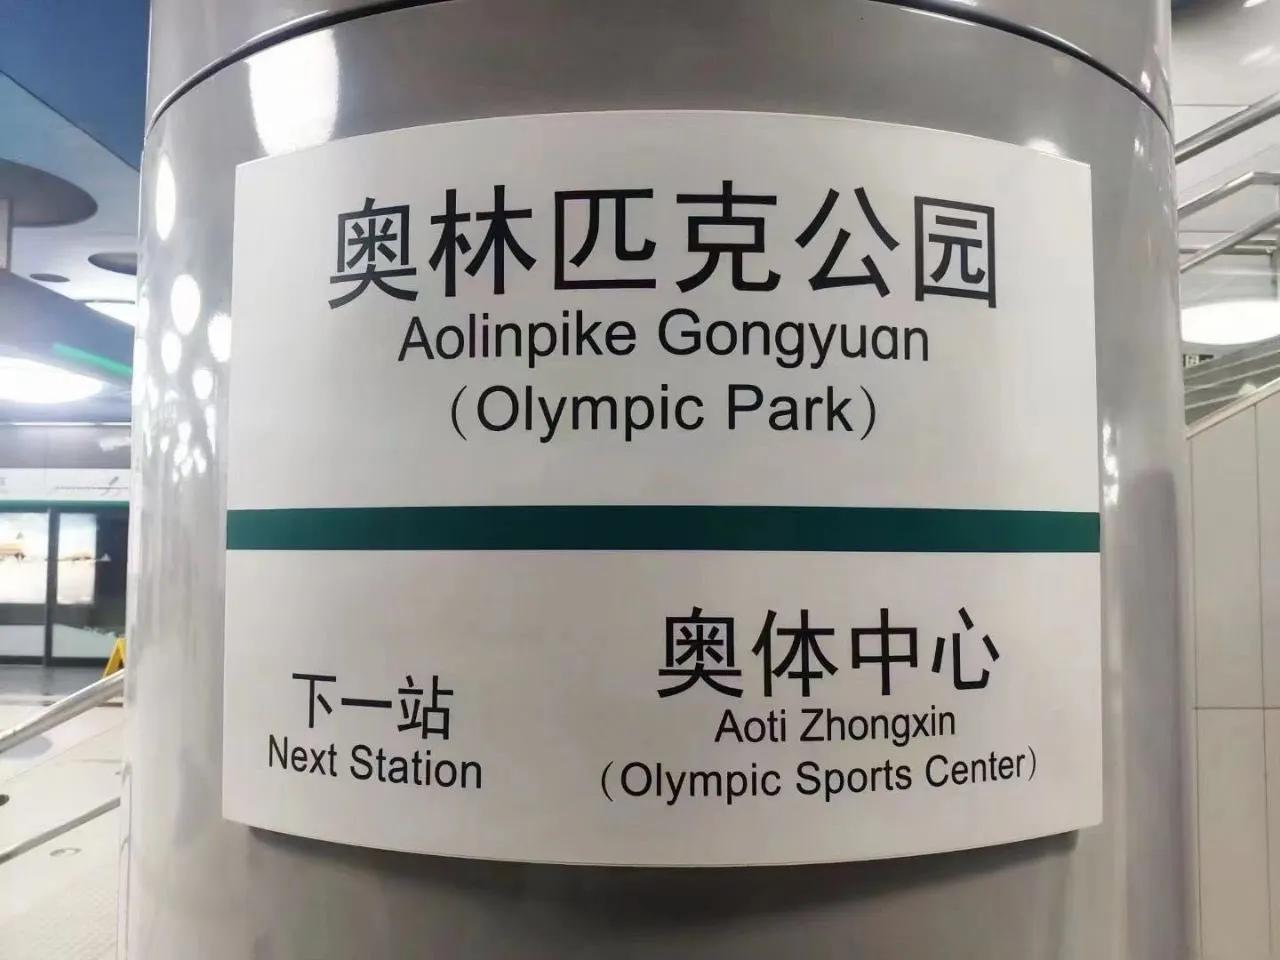 奥林匹克公园
Aolinpike Gongyuan
（Olympic Park）
下一站
Next Station
奥体中心
Aoti Zhongxin
（Olympic Sports Center）